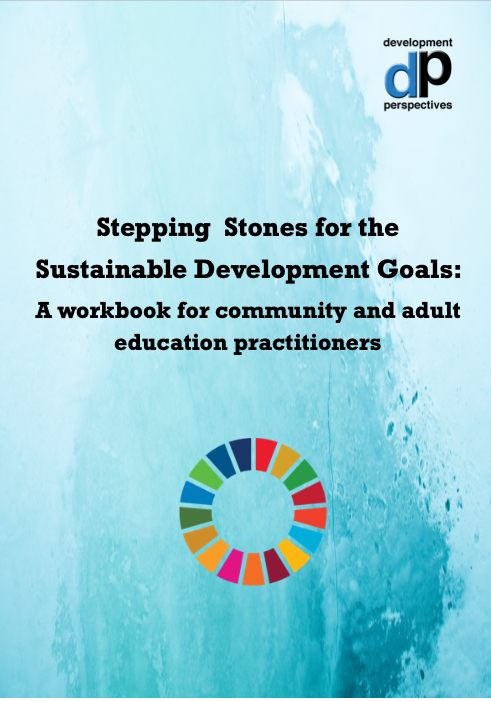 development
dp
perspectives
Stepping Stones for the
Sustainable Development Goals:
A workbook for community and adult
education practitioners